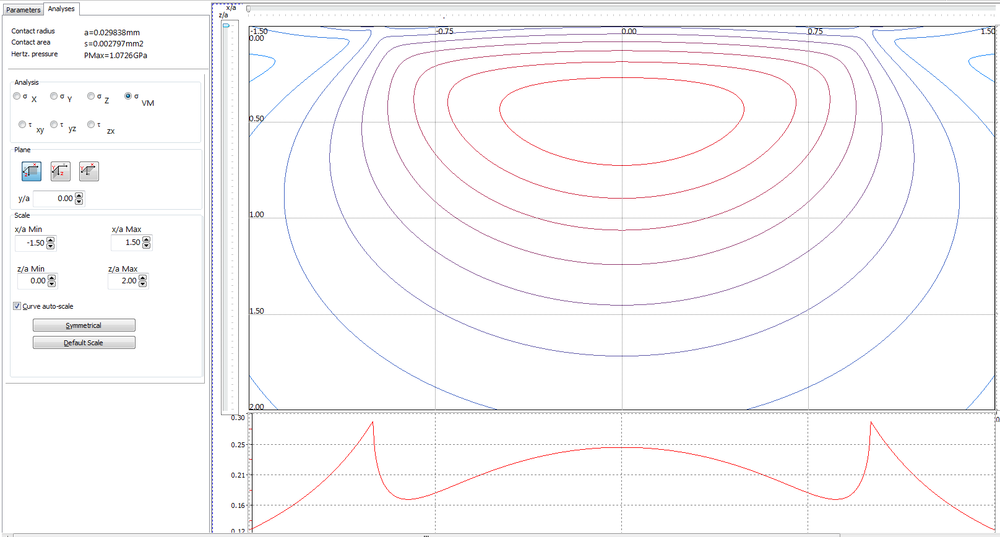 Parameters
Analyses
Contact radius a=0.029838mm
Contact area s=0.002797mm2
Hertz. pressure PMax=1.0726GPa
Analysis
σ X σ Y σ Z σ VM
τ xy τ yz τ zx
Plane
y/a 0.00
Scale
x/a Min x/a Max
-1.50 1.50
z/a Min z/a Max
0.00 2.00
Curve auto-scale
Symmetrical
Default Scale
x/a
z/a
-1.50 -0.75 0.00 0.75 1.50
0.00
0.50
1.00
1.50
2.00
0.30
0.25
0.21
0.16
0.12